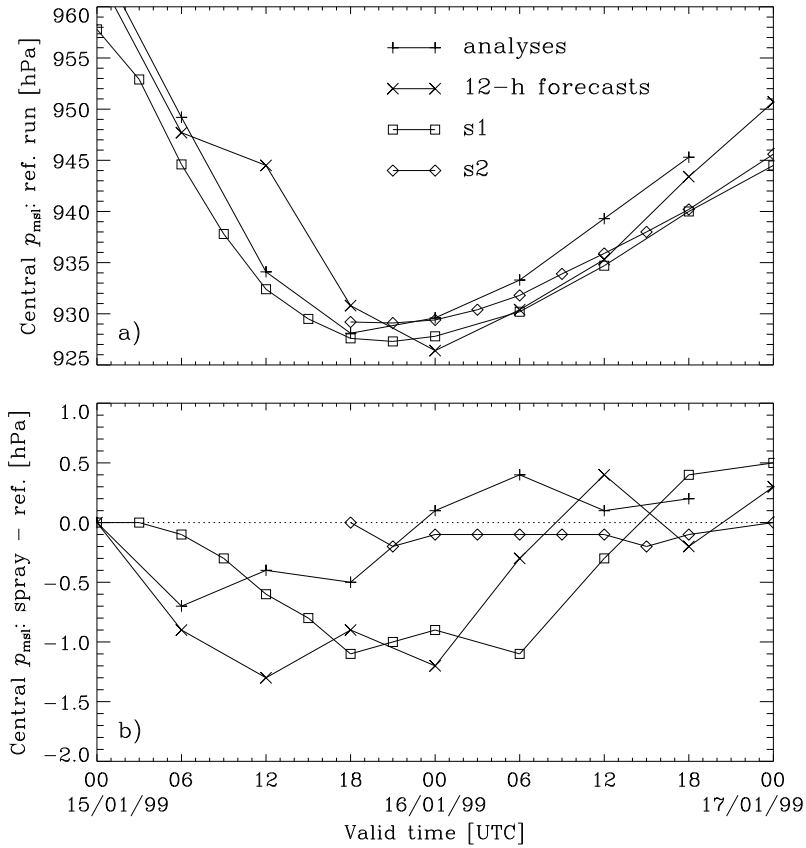 960
955
950
945
940
935
930
925
Central pmsl: ref. run [hPa]
analyses
12-h forecasts
s1
s2
a)
1.0
0.5
0.0
-0.5
-1.0
-1.5
-2.0
Central pmsl: spray - ref. [hPa]
b)
00 06 12 18 00 06 12 18 00
15/01/99 16/01/99 17/01/99
Valid time [UTC]